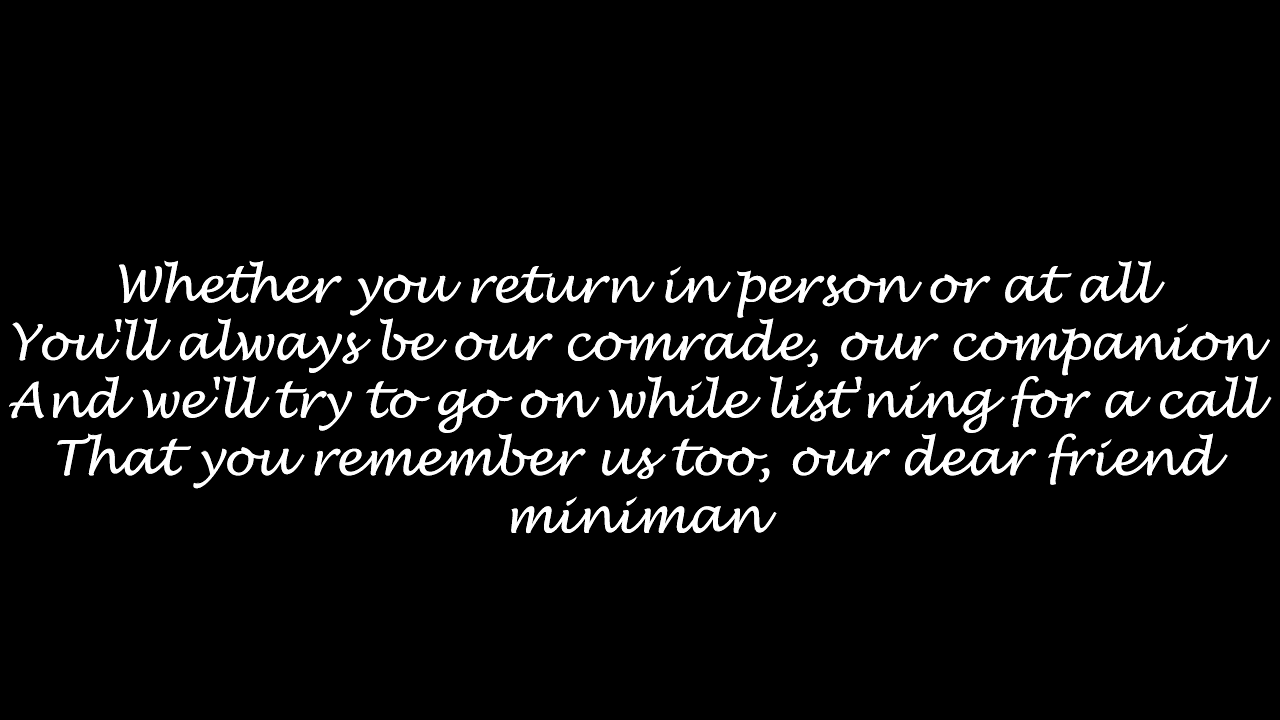 Whether you return in person or at all
You'll always be our comrade, our companion
And we'll try to go on while list'ning for a call
That you remember us too, our dear friend
miniman